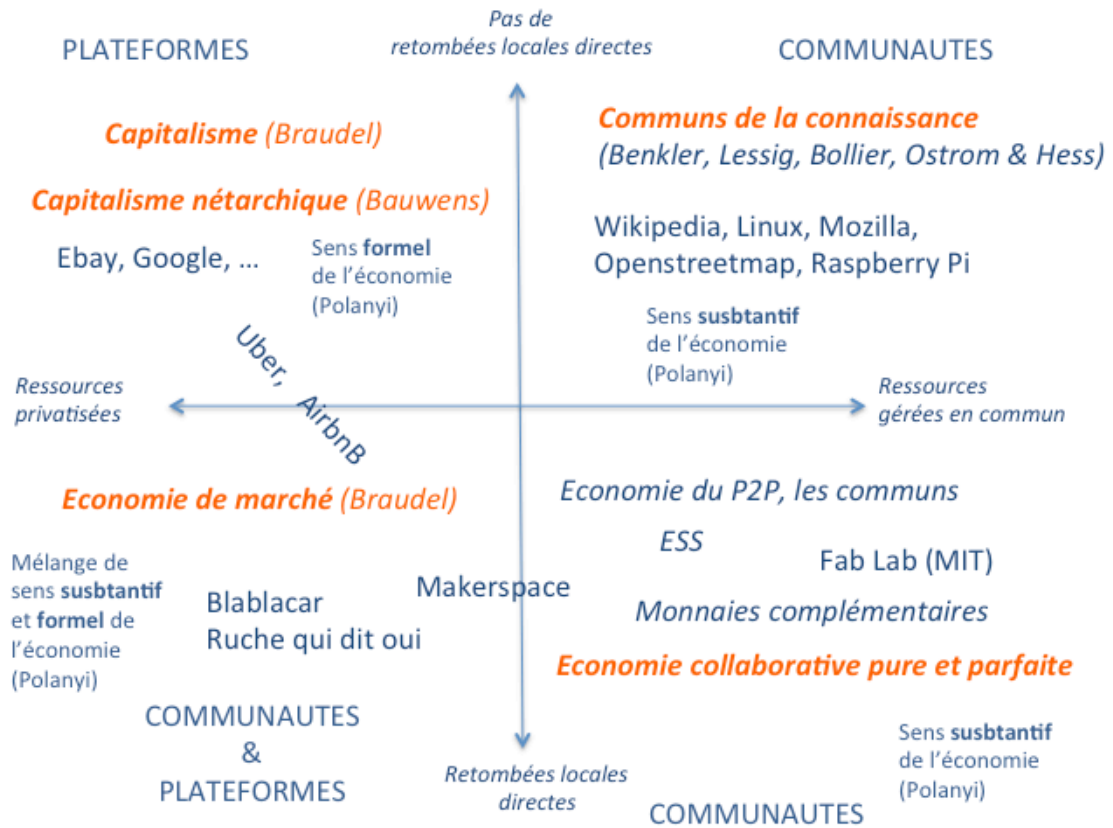 Pas de
retombées locales directes
PLATEFORMES
COMMUNAUTES
Capitalisme (Braudel)
Communs de la connaissance
(Benkler, Lessig, Bollier, Ostrom & Hess)
Capitalisme nétarchique (Bauwens)
Ebay, Google, ...
Sens formel
de l'économie
(Polanyi)
Wikipedia, Linux, Mozilla,
Openstreetmap, Raspberry Pi
Sens susbtantif
de l'économie
(Polanyi)
Uber,
AirbnB
Ressources
privatisées
Ressources
gérées en commun
Economie de marché (Braudel)
Economie du P2P, les communs
ESS
Fab Lab (MIT)
Mélange de
sens susbtantif
et formel de
l'économie
(Polanyi)
Makerspace
Blablacar
Ruche qui dit oui
Monnaies complémentaires
Economie collaborative pure et parfaite
COMMUNAUTES
&
PLATEFORMES
Retombées locales
directes
Sens susbtantif
de l'économie
(Polanyi)
COMMUNAUTES